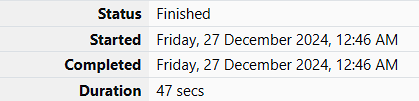 Status Finished
Started Friday, 27 December 2024, 12:46 AM
Completed Friday, 27 December 2024, 12:46 AM
Duration 47 secs